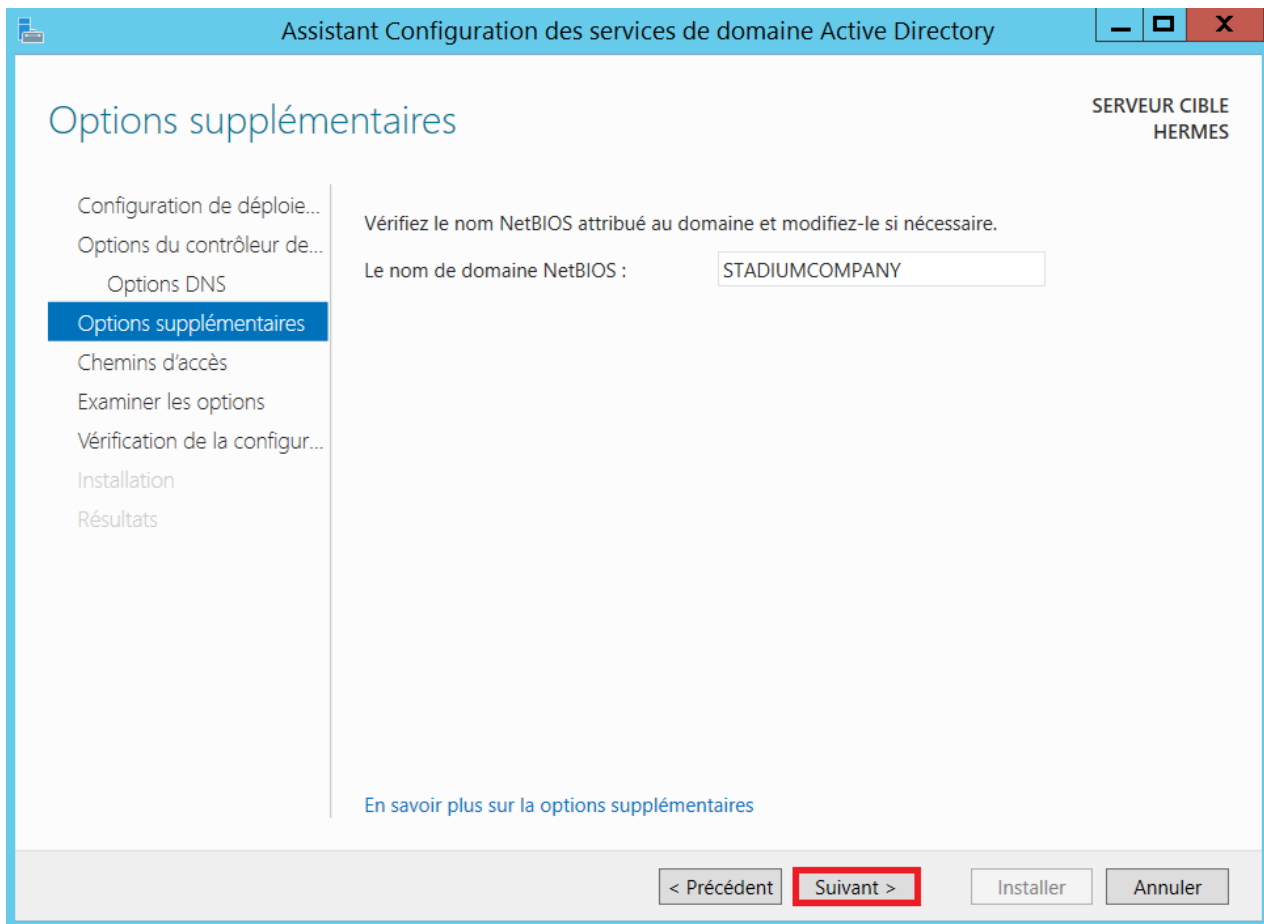 Assistant Configuration des services de domaine Active Directory
X
Options supplémentaires
SERVEUR CIBLE
HERMES
Configuration de déploie...
Options du contrôleur de...
Options DNS
Options supplémentaires
Chemins d'accès
Examiner les options
Vérification de la configur...
Installation
Résultats
Vérifiez le nom NetBIOS attribué au domaine et modifiez-le si nécessaire.
Le nom de domaine NetBIOS : STADIUMCOMPANY
En savoir plus sur la options supplémentaires
< Précédent Suivant > Installer Annuler